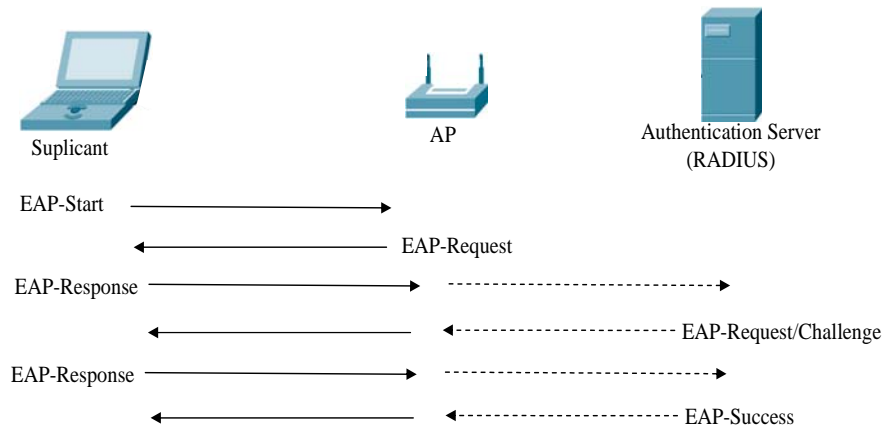 Suplicant
AP
Authentication Server
(RADIUS)
EAP-Start
EAP-Request
EAP-Response
EAP-Request/Challenge
EAP-Response
EAP-Success